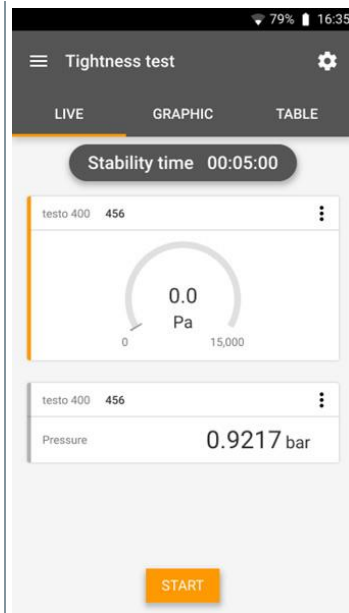 79% 16:35
Tightness test
LIVE GRAPHIC TABLE
Stability time 00:05:00
testo 400 456
0.0
Pa
0 15,000
testo 400 456
Pressure 0.9217 bar
START